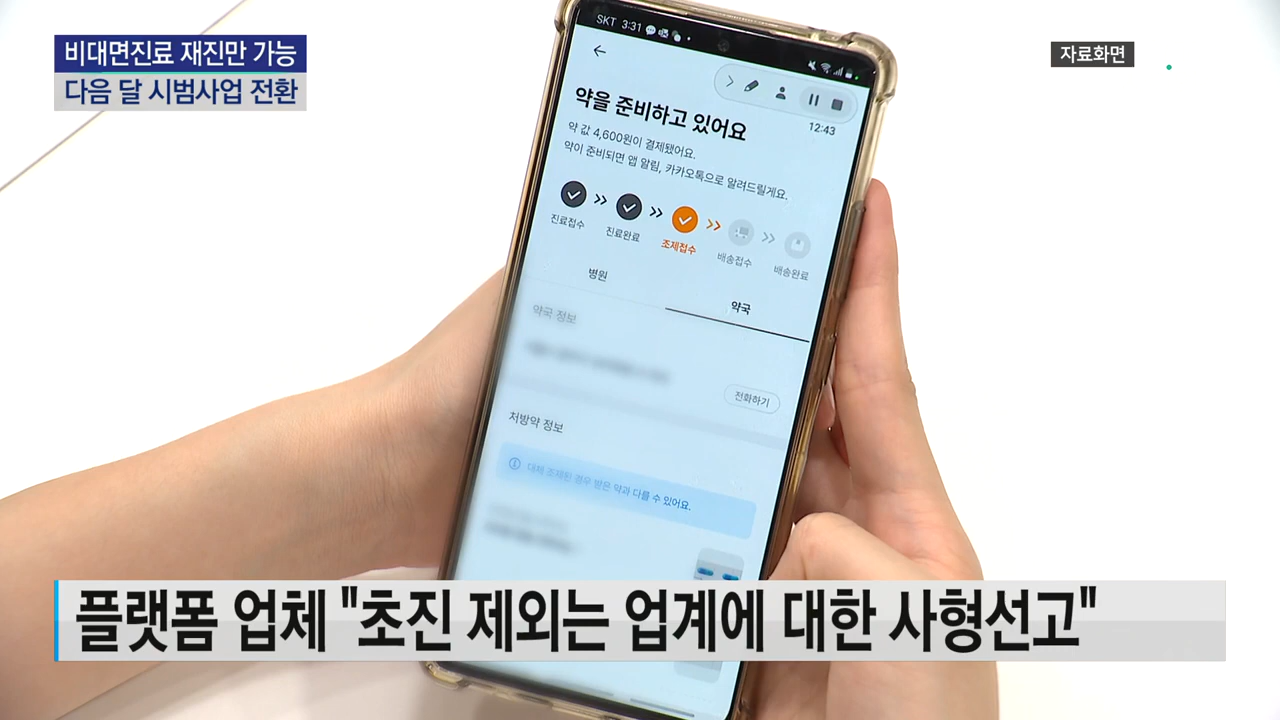 비대면진료 재진만 가능
다음 달 시범사업 전환
자료화면
SKT 3:31
12:43
약을 준비하고 있어요
약 값 4,600원이 결제됐어요.
약이 준비되면 앱 알림, 카카오톡으로 알려드릴게요.
진료접수 진료완료 조제접수 배송접수 배송완료
병원 약국
약국 정보
전화하기
처방약 정보
대체 조제된 경우 받은 약과 다를 수 있어요.
플랫폼 업체 "초진 제외는 업계에 대한 사형선고"